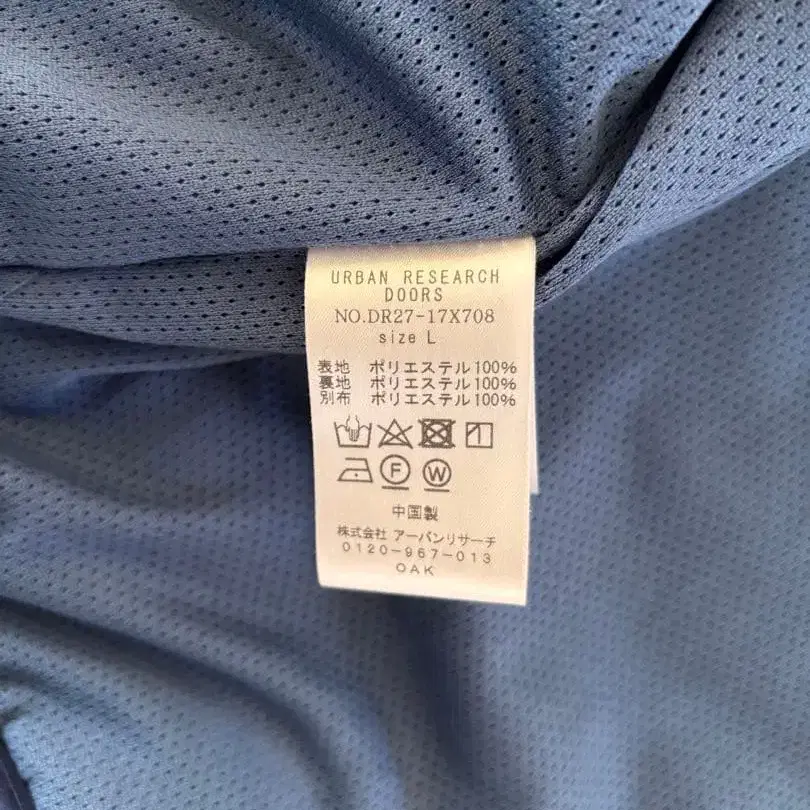 URBAN RESEARCH
DOORS
NO.DR27-17X708
size L
表地 ポリエステル100%
裏地 ポリエステル100%
別布 ポリエステル100%
F W
中国製
株式会社 アーバンリサーチ
0120-967-013
OAK